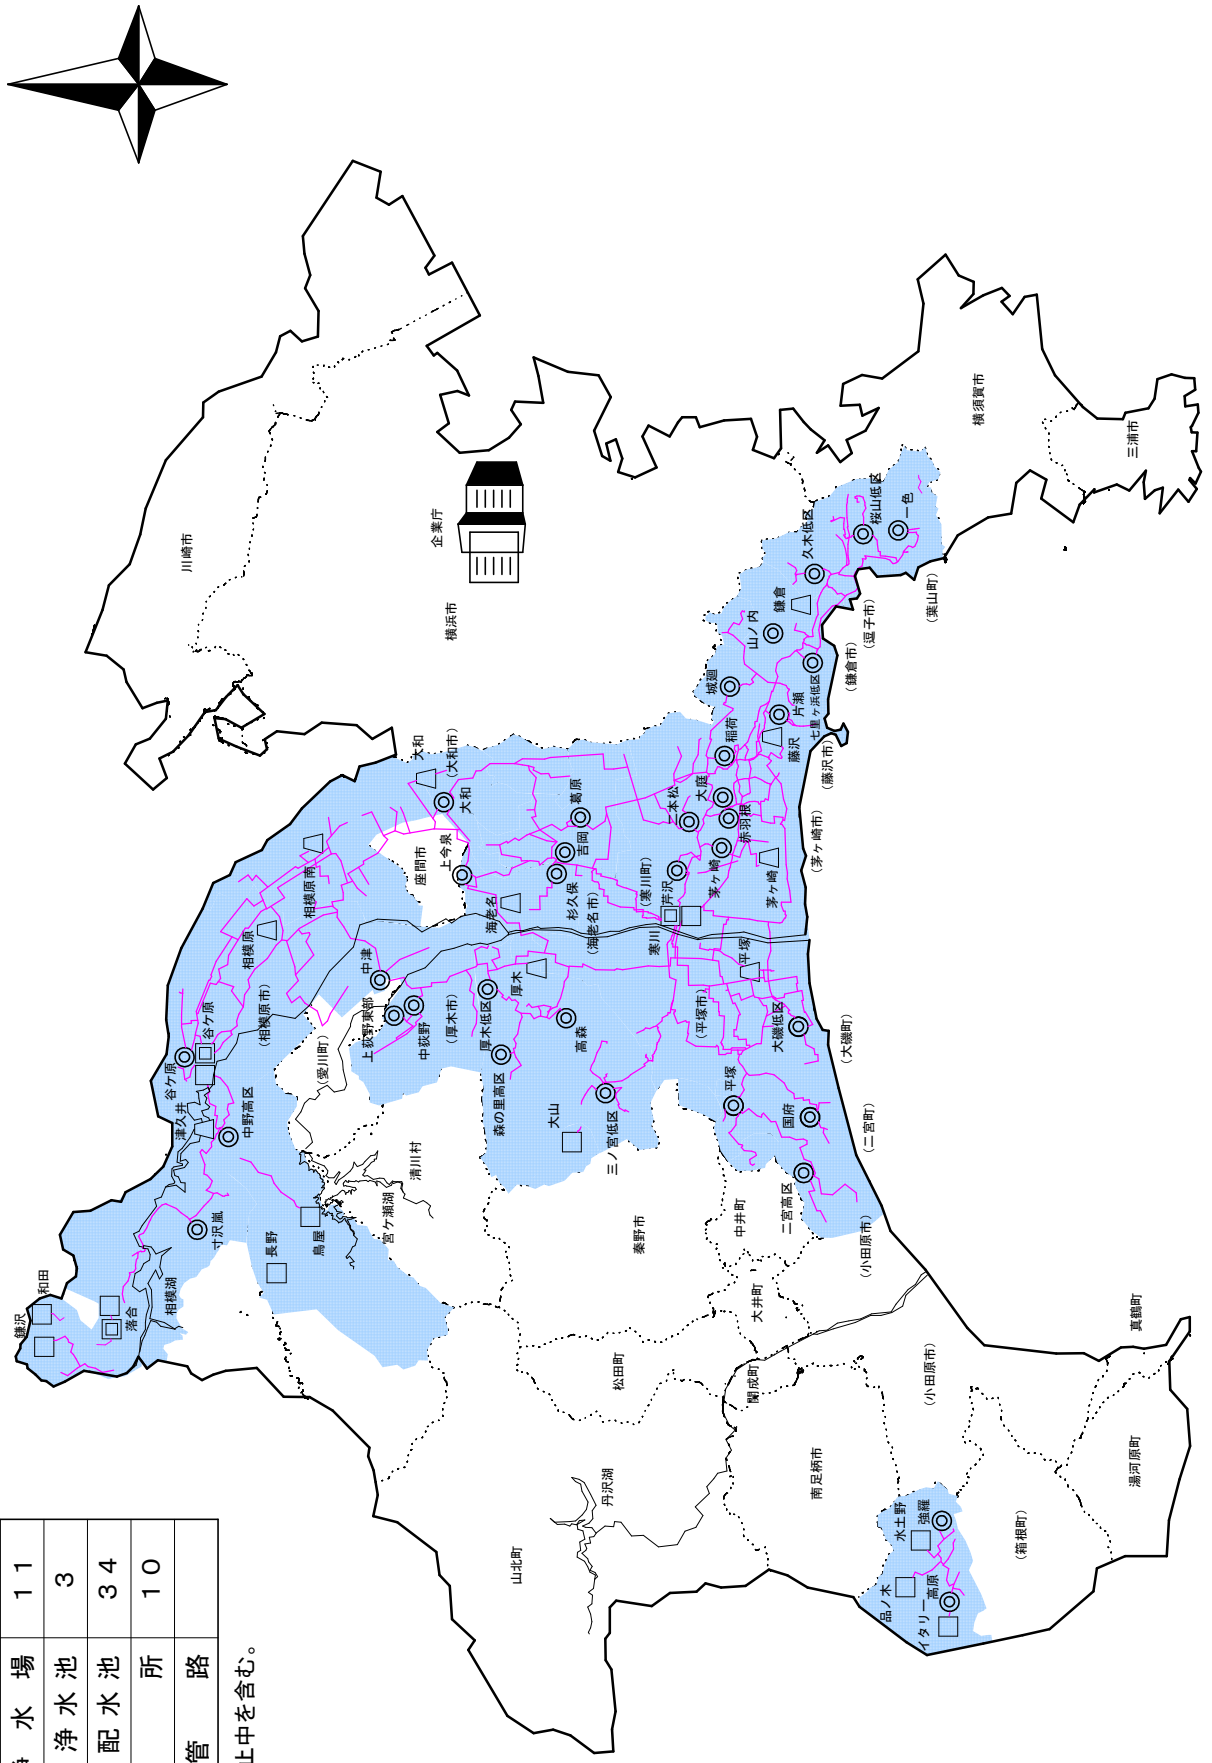 川崎市
企業庁
横浜市
横須賀市
三浦市
桜山低区
一色
久木低区
鎌倉
山ノ内
(葉山町)
(逗子市)
(鎌倉市)
城廻
七里ヶ浜低区
片瀬
藤沢
(藤沢市)
稲荷
大和
(大和市)
大和
葛原
吉岡
二本松
大庭
赤羽根
茅ヶ崎
茅ヶ崎
(茅ヶ崎市)
座間市
上今泉
海老名
杉久保
(海老名市)
(寒川町)
芹沢
寒川
相模原南
相模原
(相模原市)
中津
上荻野東部
中荻野
(厚木市)
厚木低区
厚木
高森
平塚
(平塚市)
大磯低区
(大磯町)
谷ケ原
谷ケ原
津久井
中野高区
(愛川町)
森の里高区
大山
三ノ宮低区
平塚
国府
(二宮町)
二宮高区
清川村
宮ケ瀬湖
寸沢嵐
長野
鳥屋
秦野市
中井町
(小田原市)
大井町
鎌沢
和田
落合
相模湖
松田町
開成町
真鶴町
(小田原市)
湯河原町
南足柄市
丹沢湖
山北町
水土野
強羅
品ノ木
イタリー
高原
(箱根町)
水場 11
浄水池 3
配水池 34
所 10
管路
止中を含む。